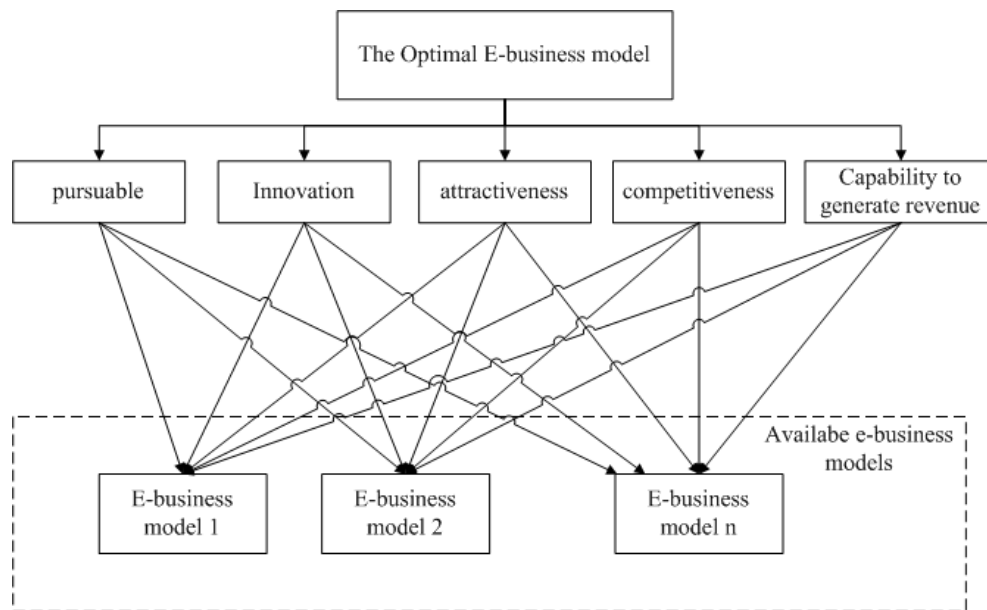 The Optimal E-business model
pursuable
Innovation
attractiveness
competitiveness
Capability to
generate revenue
Availabe e-business
models
E-business
model 1
E-business
model 2
E-business
model n